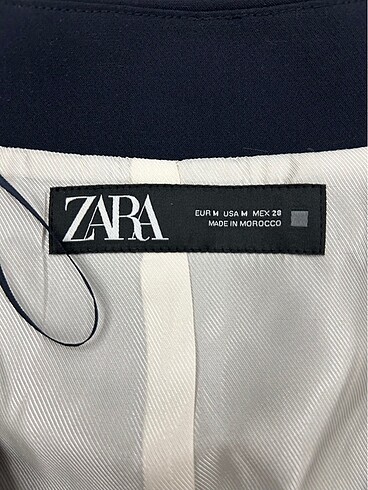 ZARA
EUR M USA M MEX 28
MADE IN MOROCCO